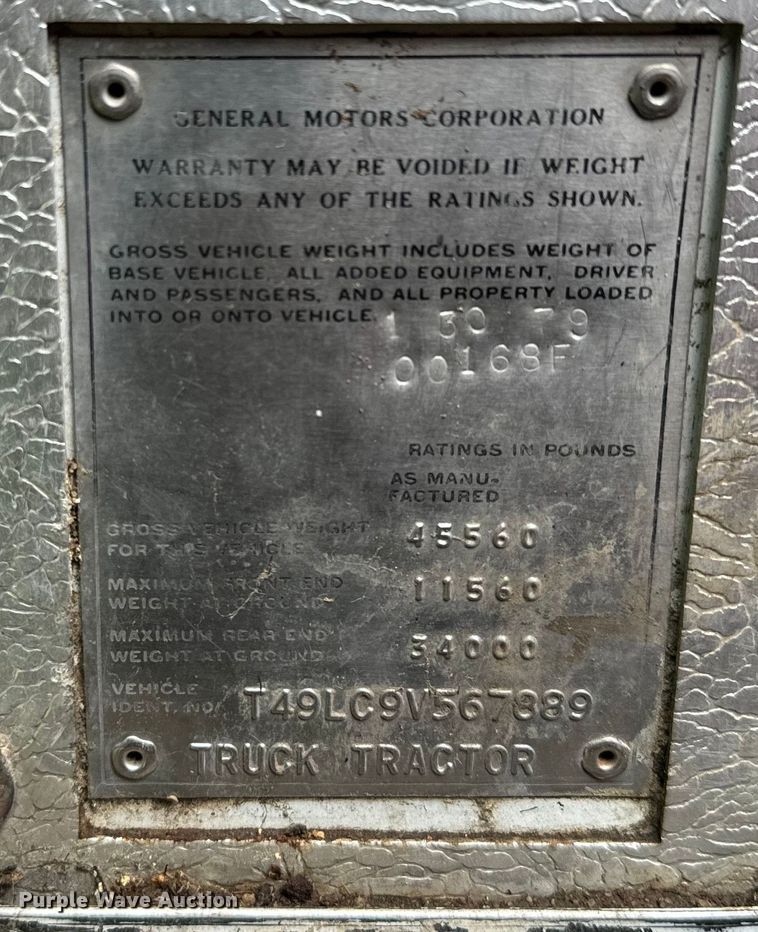 GENERAL MOTORS CORPORATION
WARRANTY MAY BE VOIDED IF WEIGHT
EXCEEDS ANY OF THE RATINGS SHOWN.
GROSS VEHICLE WEIGHT INCLUDES WEIGHT OF
BASE VEHICLE, ALL ADDED EQUIPMENT, DRIVER
AND PASSENGERS, AND ALL PROPERTY LOADED
INTO OR ONTO VEHICLE.
1 30 79
00168F
RATINGS IN POUNDS
AS MANU-
FACTURED
GROSS VEHICLE WEIGHT
FOR THIS VEHICLE 45560
MAXIMUM FRONT END
WEIGHT AT GROUND 11560
MAXIMUM REAR END
WEIGHT AT GROUND 34000
VEHICLE
IDENT. NO. T49LC9V567889
TRUCK TRACTOR
Purple Wave Auction